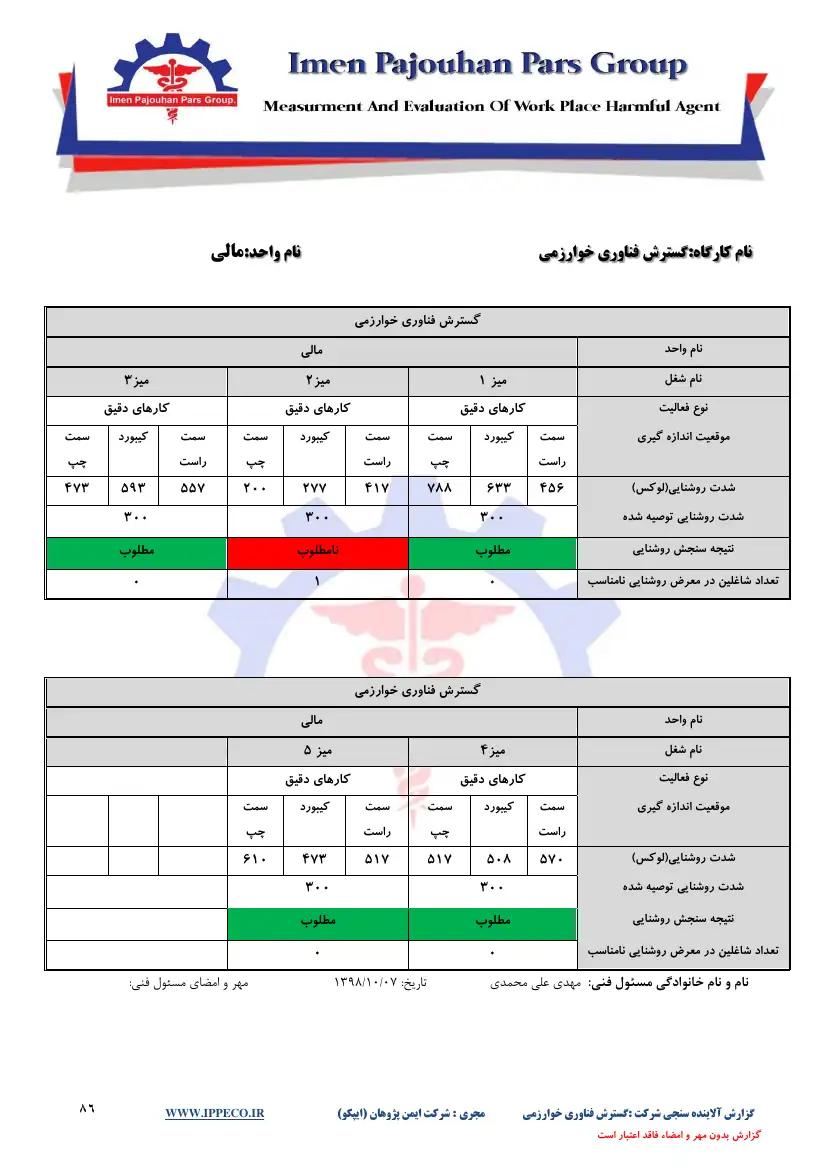 Imen Pajouhan Pars Group
Imen Pajouhan Pars Group.
Measurment And Evaluation Of Work Place Harmful Agent
نام کارگاه:گسترش فناوری خوارزمی نام واحد:مالی
گسترش فناوری خوارزمی
نام واحد مالی
نام شغل میز ۱ میز۲ میز۳
نوع فعالیت کارهای دقیق کارهای دقیق کارهای دقیق
موقعیت اندازه گیری سمت راست کیبورد سمت چپ سمت راست کیبورد سمت چپ سمت راست کیبورد سمت چپ
شدت روشنایی(لوکس) ۴۵۶ ۶۳۳ ۷۸۸ ۴۱۷ ۲۷۷ ۲۰۰ ۵۵۷ ۵۹۳ ۴۷۳
شدت روشنایی توصیه شده ۳۰۰ ۳۰۰ ۳۰۰
نتیجه سنجش روشنایی مطلوب نامطلوب مطلوب
تعداد شاغلین در معرض روشنایی نامناسب ۰ ۱ ۰
گسترش فناوری خوارزمی
نام واحد مالی
نام شغل میز۴ میز ۵
نوع فعالیت کارهای دقیق کارهای دقیق
موقعیت اندازه گیری سمت راست کیبورد سمت چپ سمت راست کیبورد سمت چپ
شدت روشنایی(لوکس) ۵۷۰ ۵۰۸ ۵۱۷ ۵۱۷ ۴۷۳ ۶۱۰
شدت روشنایی توصیه شده ۳۰۰ ۳۰۰
نتیجه سنجش روشنایی مطلوب مطلوب
تعداد شاغلین در معرض روشنایی نامناسب ۰ ۰
نام و نام خانوادگی مسئول فنی: مهدی علی محمدی تاریخ: ۱۳۹۸/۱۰/۰۷ مهر و امضای مسئول فنی:
گزارش آلاینده سنجی شرکت :گسترش فناوری خوارزمی مجری : شرکت ایمن پژوهان (ایپکو) WWW.IPPECO.IR ۸۶
گزارش بدون مهر و امضاء فاقد اعتبار است